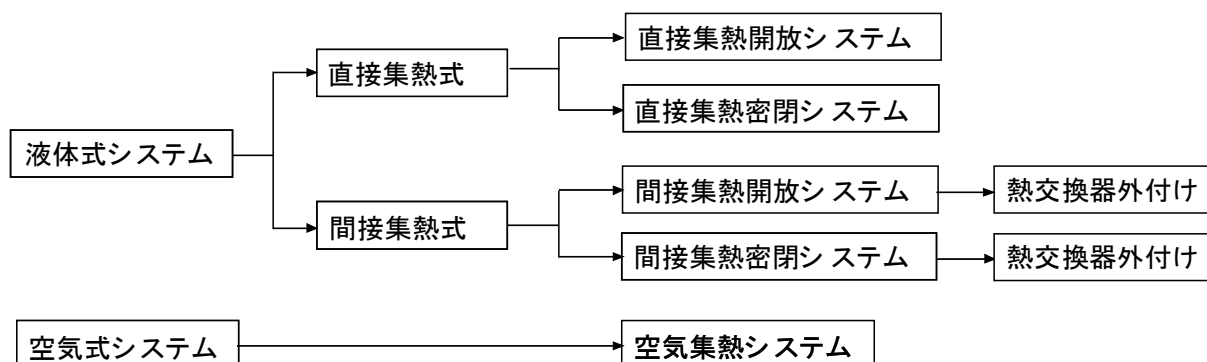 直接集熱開放システム
直接集熱式
直接集熱密閉システム
液体式システム
間接集熱開放システム
熱交換器外付け
間接集熱式
間接集熱密閉システム
熱交換器外付け
空気式システム
空気集熱システム